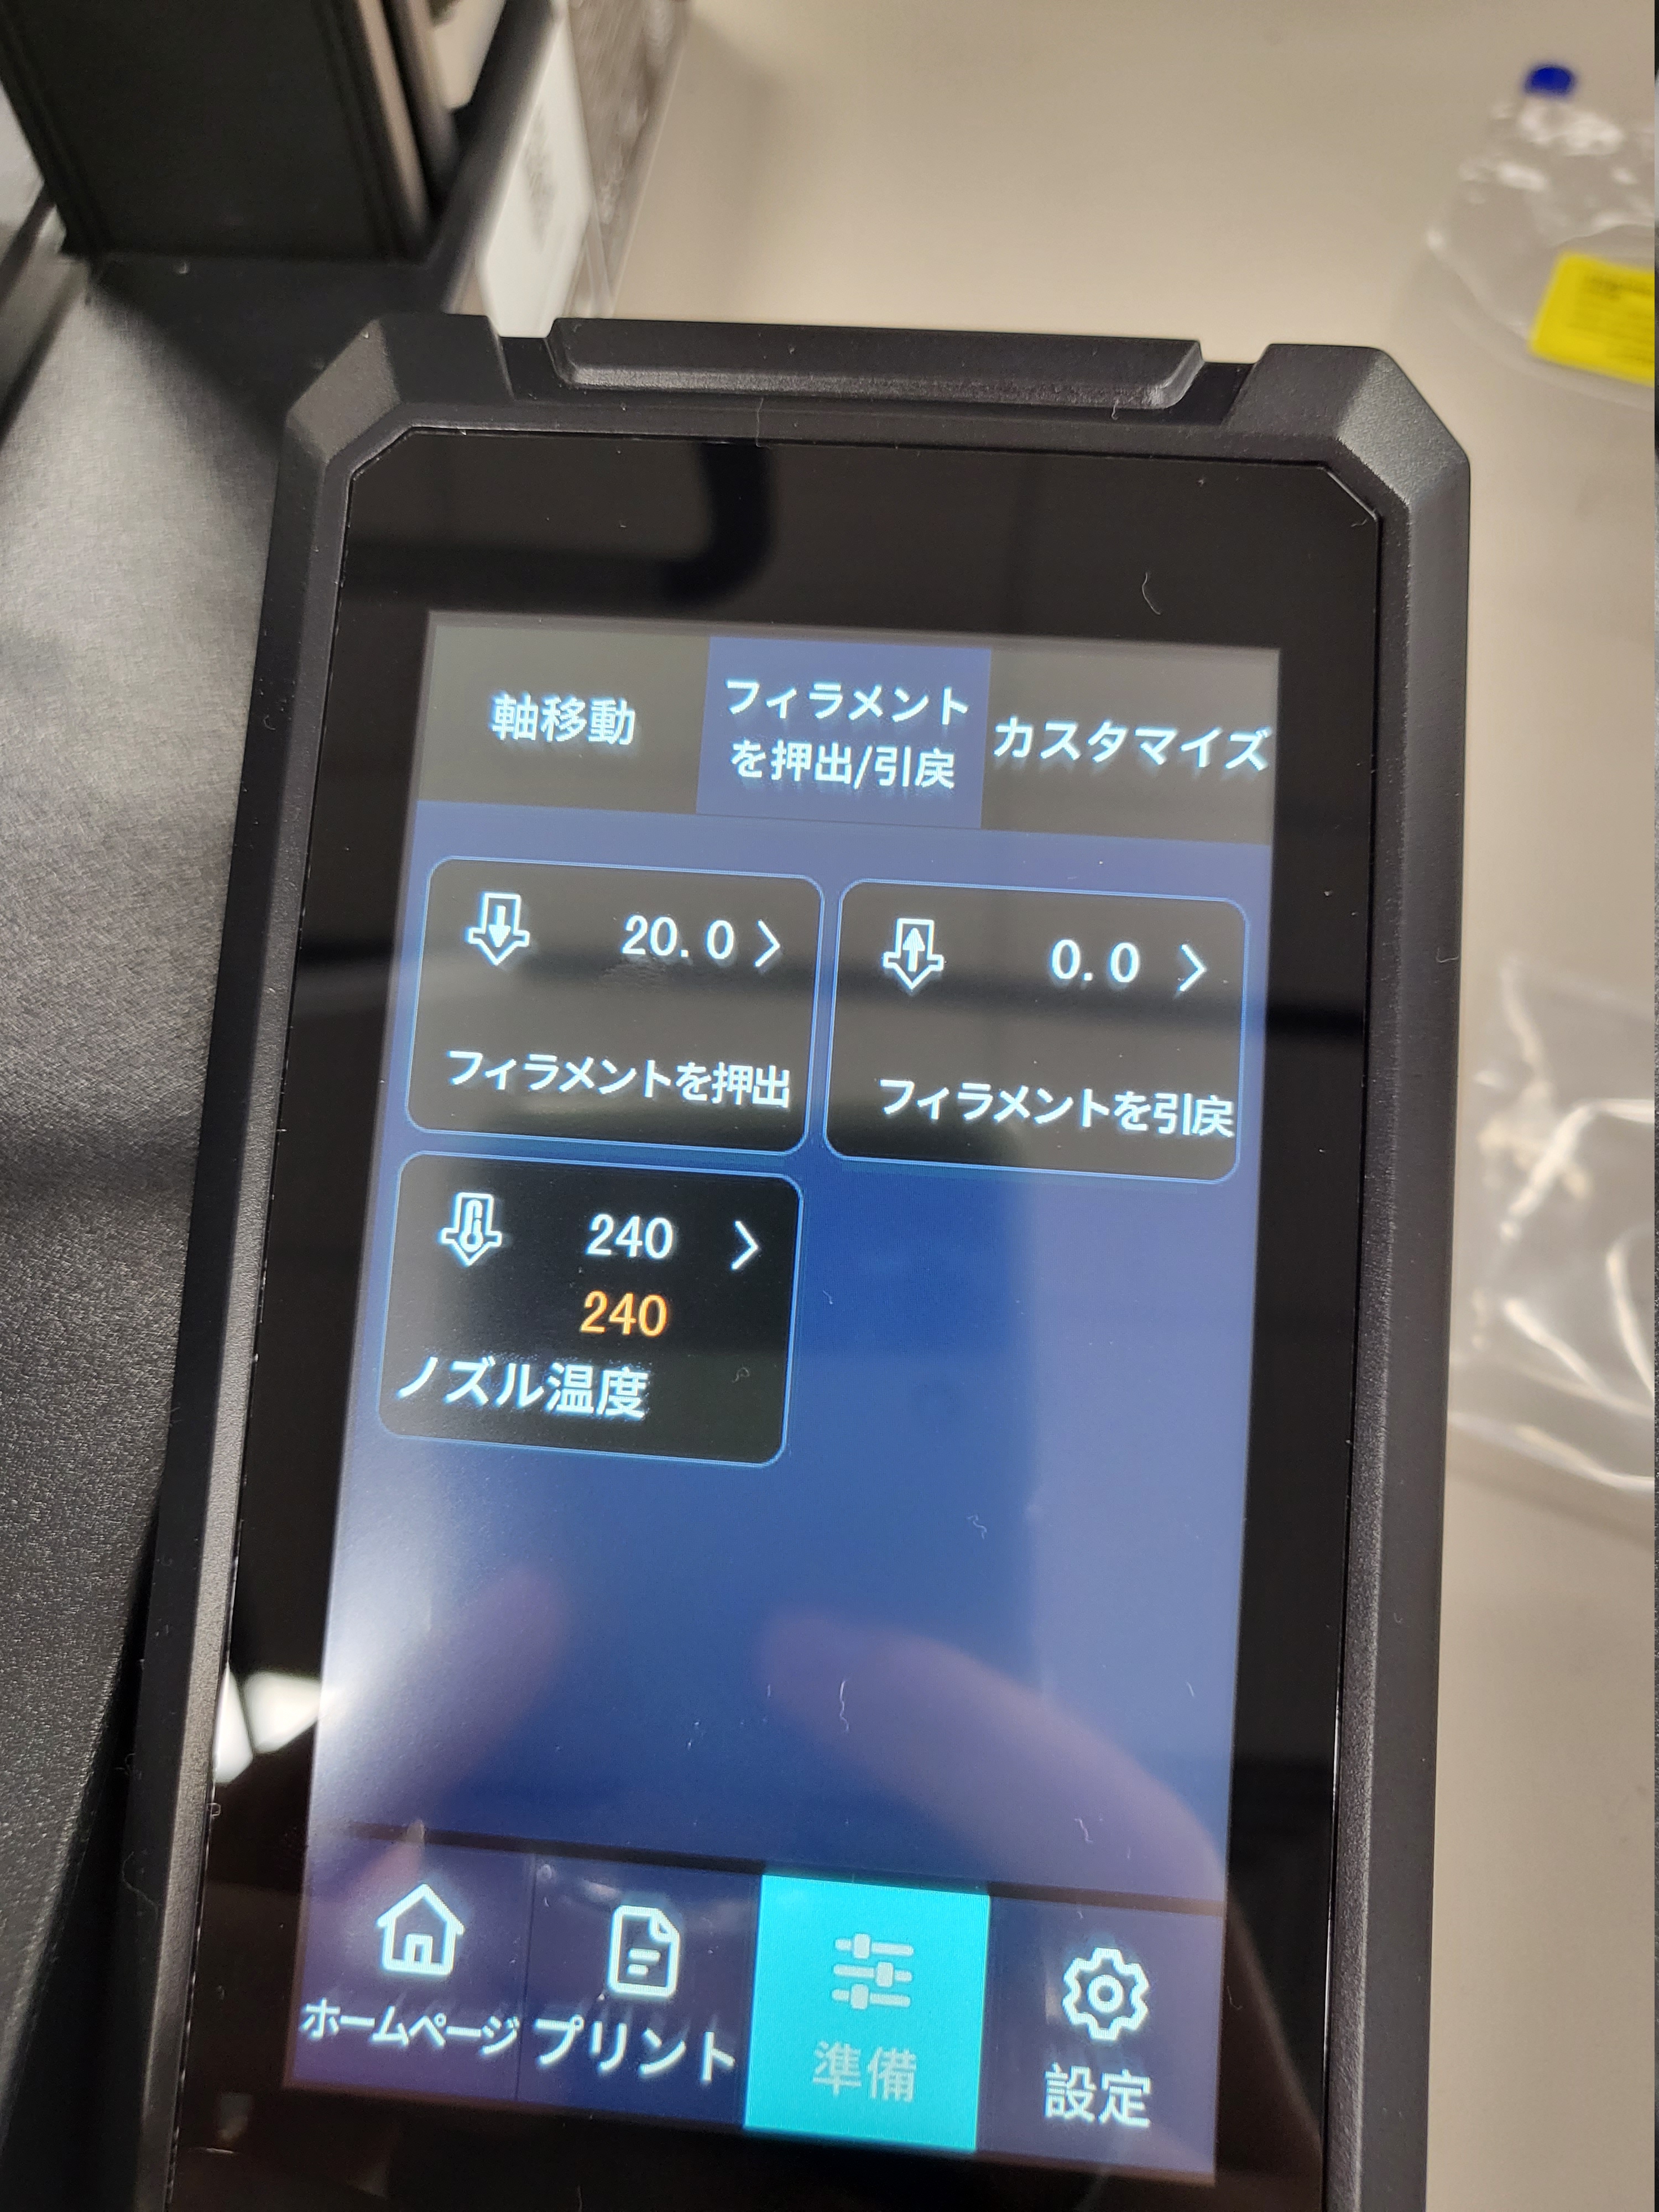 軸移動
フィラメント
を押出/引戻
カスタマイズ
20.0 >
フィラメントを押出
0.0 >
フィラメントを引戻
240 >
240
ノズル温度
ホームページ
プリント
準備
設定